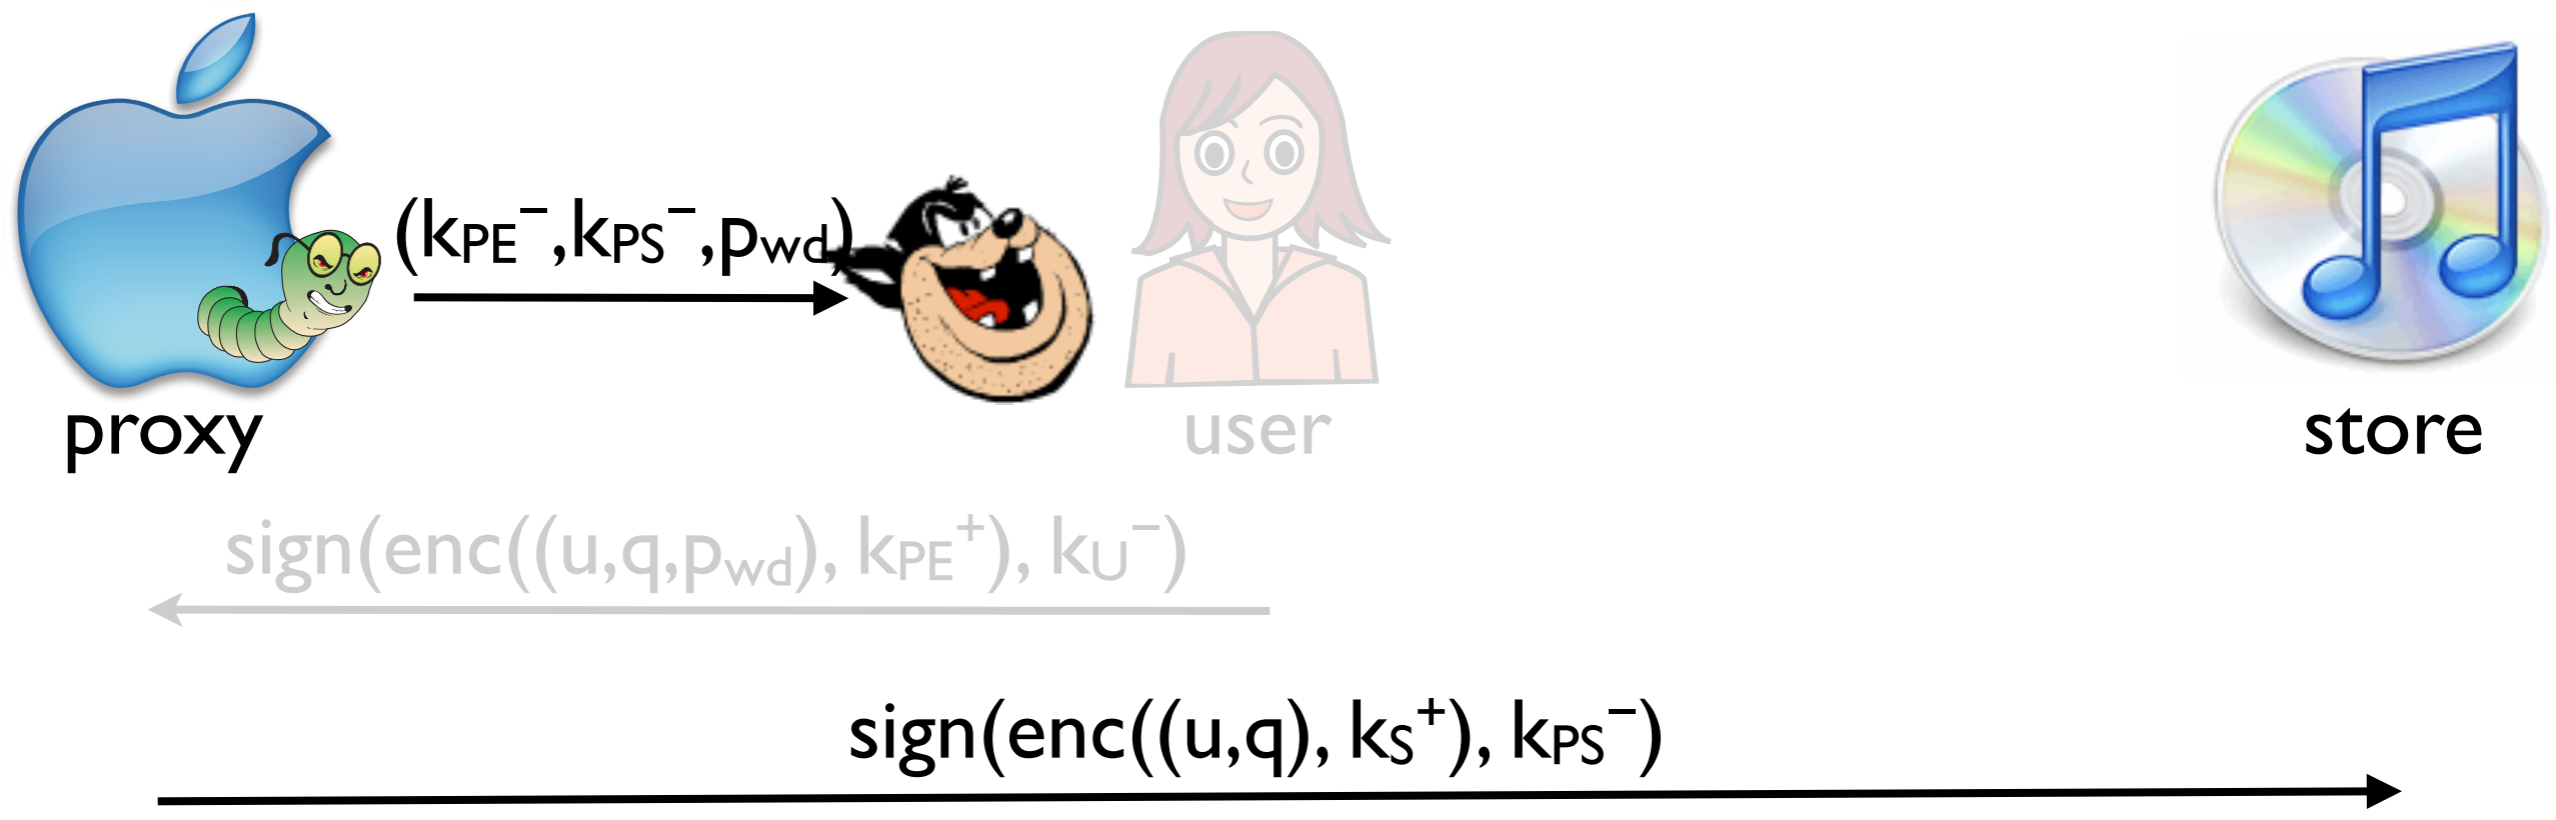 (kPE⁻,kPS⁻,pwd)
proxy
user
store
sign(enc((u,q,pwd), kPE⁺), kU⁻)
sign(enc((u,q), kS⁺), kPS⁻)